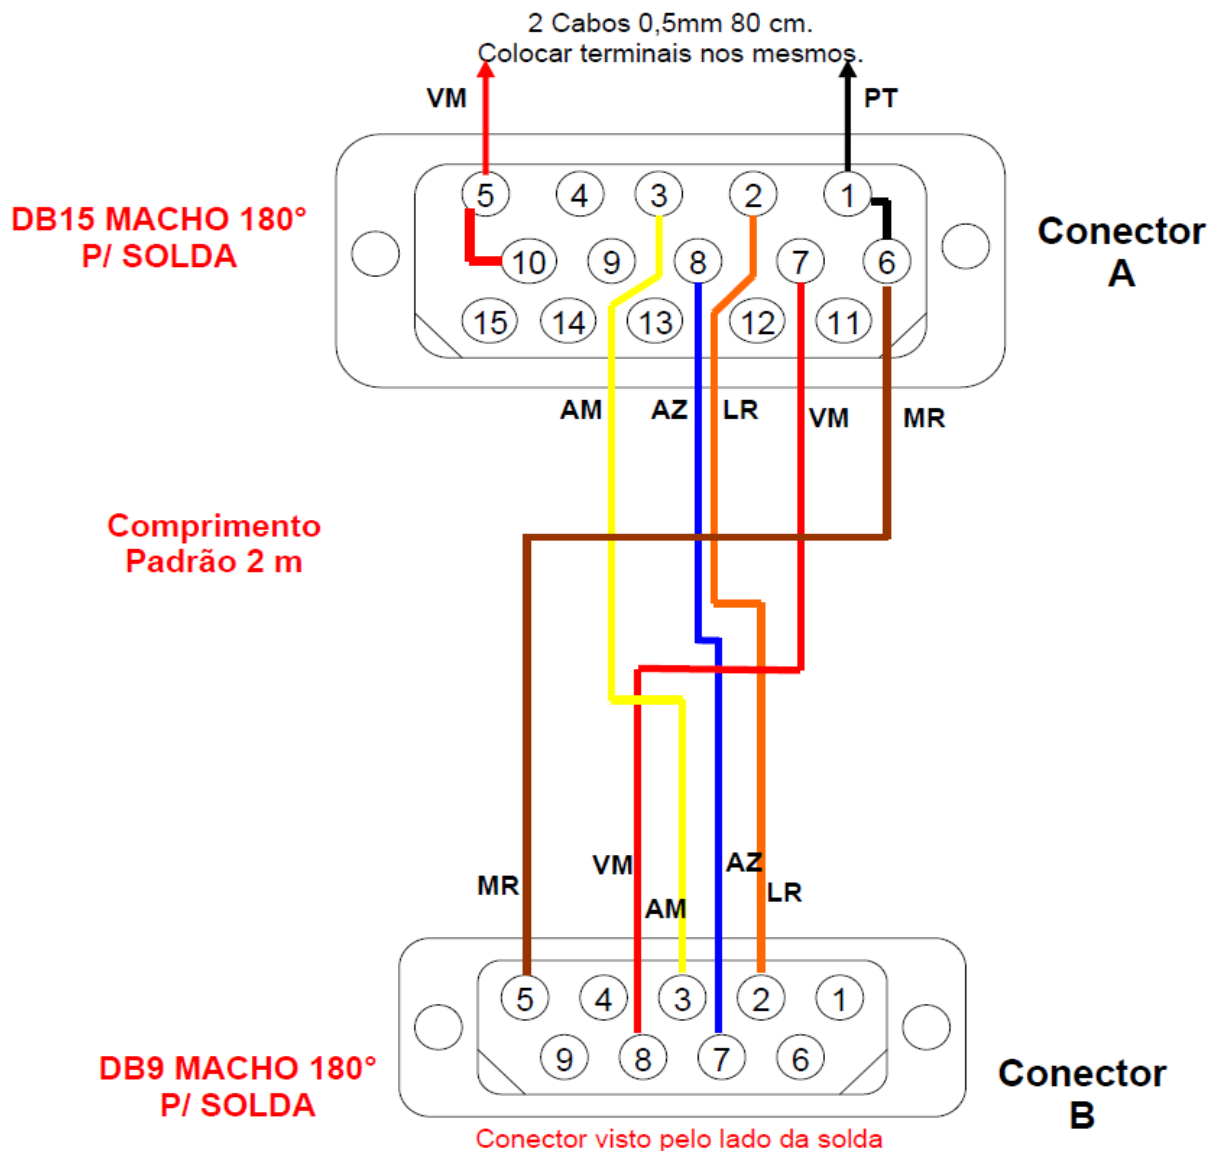 2 Cabos 0,5mm 80 cm.
Colocar terminais nos mesmos.
VM PT
5 4 3 2 1
DB15 MACHO 180°
P/ SOLDA
Conector
A
10 9 8 7 6
15 14 13 12 11
AM AZ LR VM MR
Comprimento
Padrão 2 m
VM AZ
MR LR
AM
5 4 3 2 1
9 8 7 6
DB9 MACHO 180°
P/ SOLDA
Conector
B
Conector visto pelo lado da solda